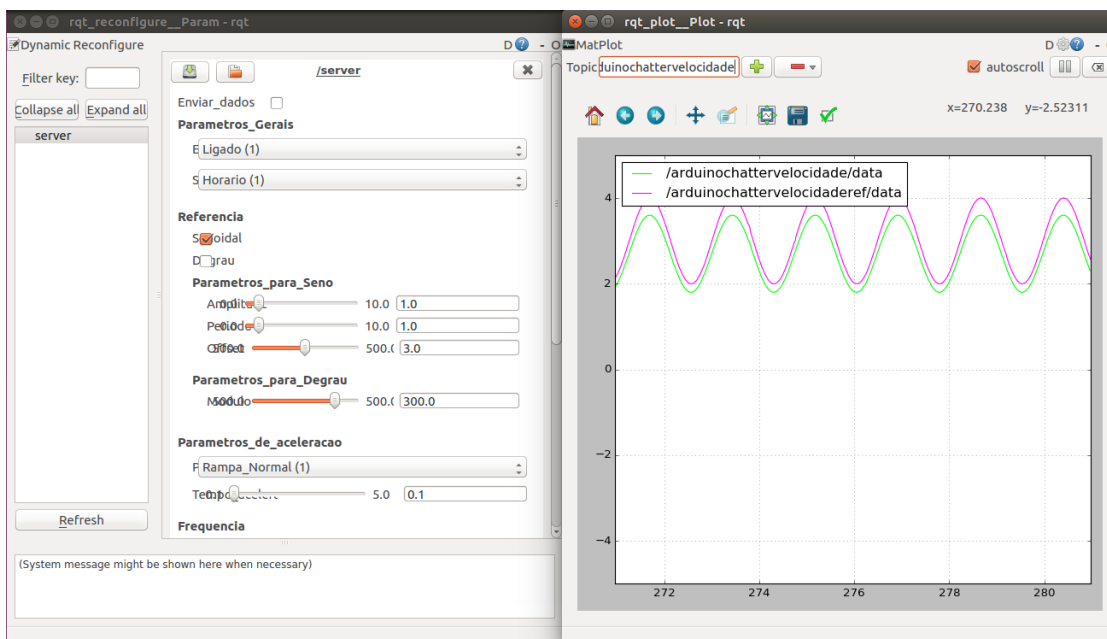 rqt_reconfigure__Param - rqt
Dynamic Reconfigure
D
- O
Filter key:
Collapse all
Expand all
server
Refresh
/server
Enviar_dados
Parametros_Gerais
Ligado (1)
Horario (1)
Referencia
Parametros_para_Seno
10.0 1.0
10.0 1.0
Offset 500.( 3.0
Parametros_para_Degrau
500.( 300.0
Parametros_de_aceleracao
Rampa_Normal (1)
5.0 0.1
Frequencia
(System message might be shown here when necessary)
rqt_plot__Plot - rqt
MatPlot
D
-
Topic duinochattervelocidade
autoscroll
x=270.238 y=-2.52311
/arduinochattervelocidade/data
/arduinochattervelocidaderef/data
4
2
0
−2
−4
272 274 276 278 280